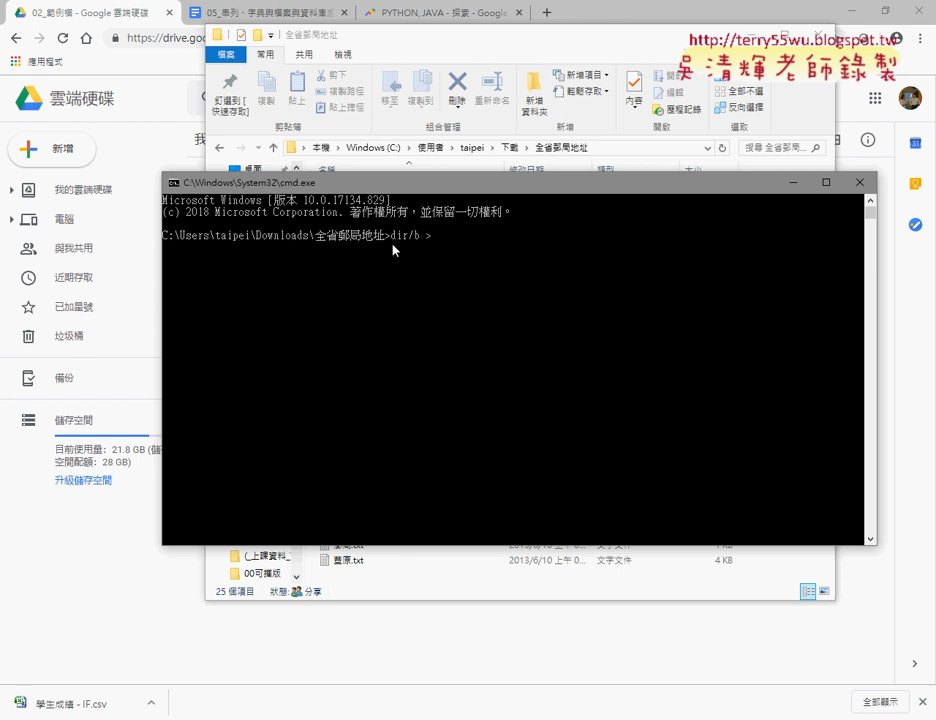 02_範例檔 - Google 雲端硬碟
05_串列、字典與檔案與資料庫
PYTHON, JAVA - 探索 - Google
https://drive.goo
應用程式
http://terry55wu.blogspot.tw
吳清輝老師錄製
全省郵局地址
檔案
常用
共用
檢視
釘選到 [快速存取]
複製
貼上
剪下
複製路徑
貼上捷徑
移至
複製到
刪除
重新命名
新增資料夾
新增項目
輕鬆存取
內容
編輯
歷程記錄
全部不選
反向選擇
剪貼簿
組合管理
新增
開啟
選取
本機
Windows (C:)
使用者
taipei
下載
全省郵局地址
搜尋 全省郵局...
雲端硬碟
新增
我的雲端硬碟
電腦
與我共用
近期存取
已加星號
垃圾桶
備份
儲存空間
目前使用量：21.8 GB (儲
空間配額：28 GB)
升級儲存空間
C:\Windows\System32\cmd.exe
Microsoft Windows [版本 10.0.17134.829]
(c) 2018 Microsoft Corporation. 著作權所有，並保留一切權利。
C:\Users\taipei\Downloads\全省郵局地址>dir/b >
(_上課資料_
00可攜版
豐原.txt
2013/6/10 上午 0...
文字文件
4 KB
25 個項目
狀態:
分享
學生成績 - IF.csv
全部顯示